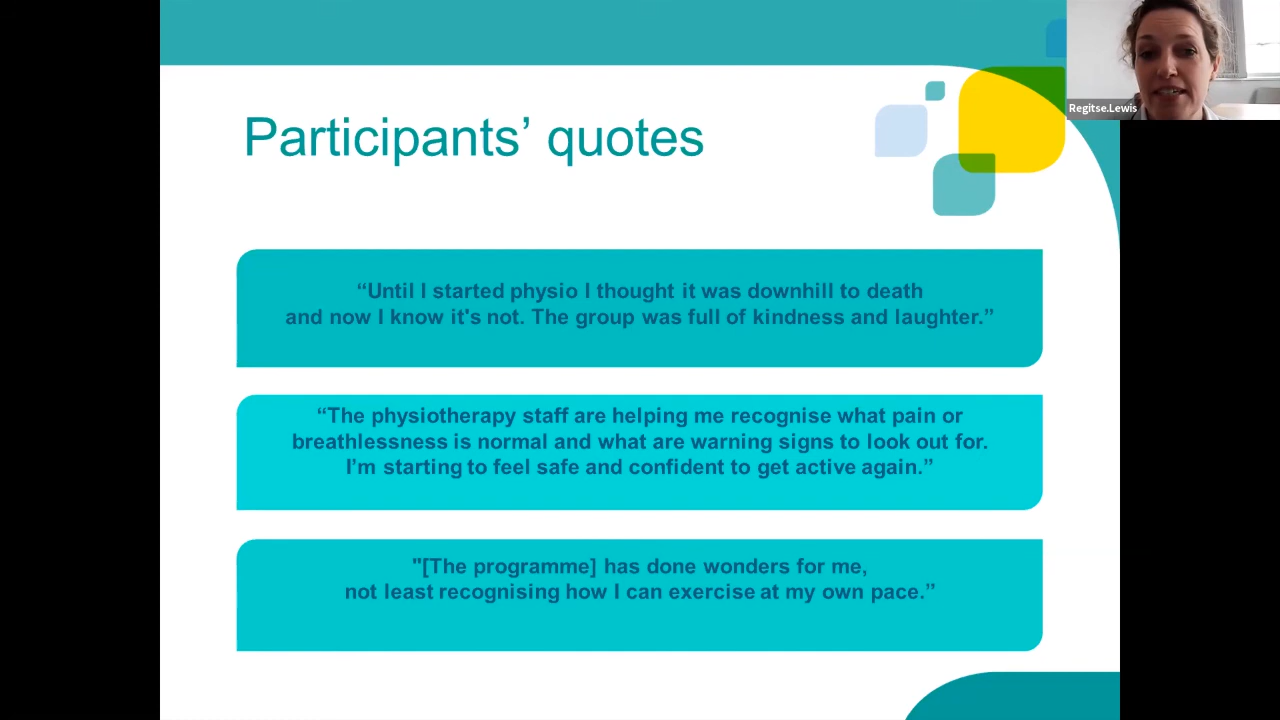 Regitse.Lewis
Participants’ quotes
“Until I started physio I thought it was downhill to death
and now I know it's not. The group was full of kindness and laughter.”
“The physiotherapy staff are helping me recognise what pain or
breathlessness is normal and what are warning signs to look out for.
I’m starting to feel safe and confident to get active again.”
"[The programme] has done wonders for me,
not least recognising how I can exercise at my own pace.”